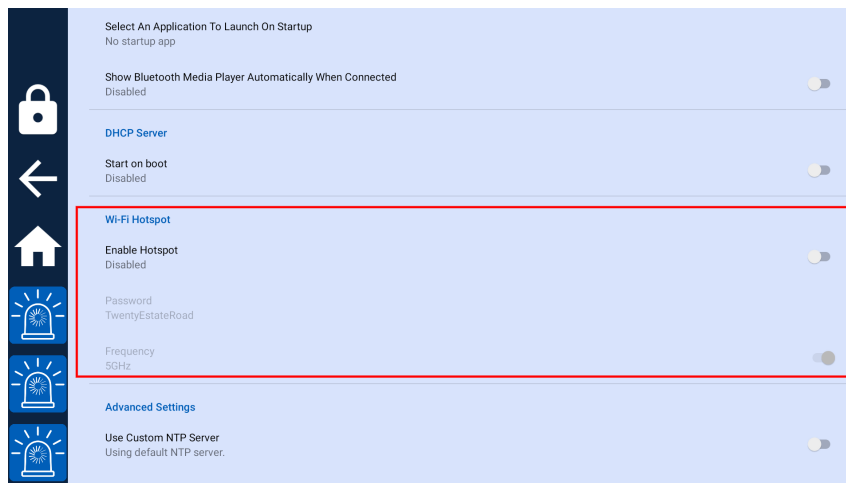 Select An Application To Launch On Startup
No startup app
Show Bluetooth Media Player Automatically When Connected
Disabled
DHCP Server
Start on boot
Disabled
Wi-Fi Hotspot
Enable Hotspot
Disabled
Password
TwentyEstateRoad
Frequency
5GHz
Advanced Settings
Use Custom NTP Server
Using default NTP server.